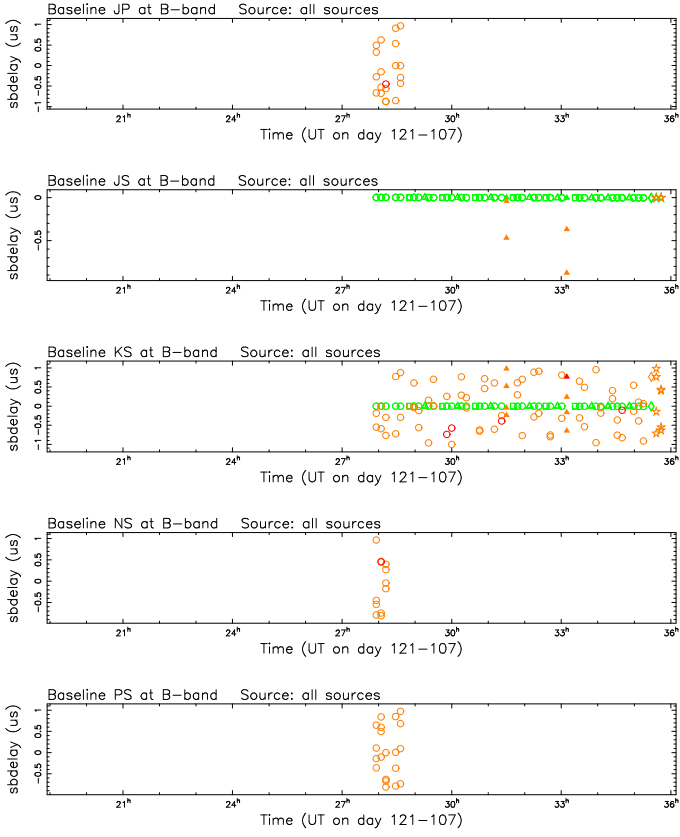 Baseline JP at B-band Source: all sources
sbdelay (us)
1
0.5
0
-0.5
-1
21h 24h 27h 30h 33h 36h
Time (UT on day 121-107)
Baseline JS at B-band Source: all sources
sbdelay (us)
0
-0.5
21h 24h 27h 30h 33h 36h
Time (UT on day 121-107)
Baseline KS at B-band Source: all sources
sbdelay (us)
1
0.5
0
-0.5
-1
21h 24h 27h 30h 33h 36h
Time (UT on day 121-107)
Baseline NS at B-band Source: all sources
sbdelay (us)
1
0.5
0
-0.5
21h 24h 27h 30h 33h 36h
Time (UT on day 121-107)
Baseline PS at B-band Source: all sources
sbdelay (us)
1
0.5
0
-0.5
21h 24h 27h 30h 33h 36h
Time (UT on day 121-107)